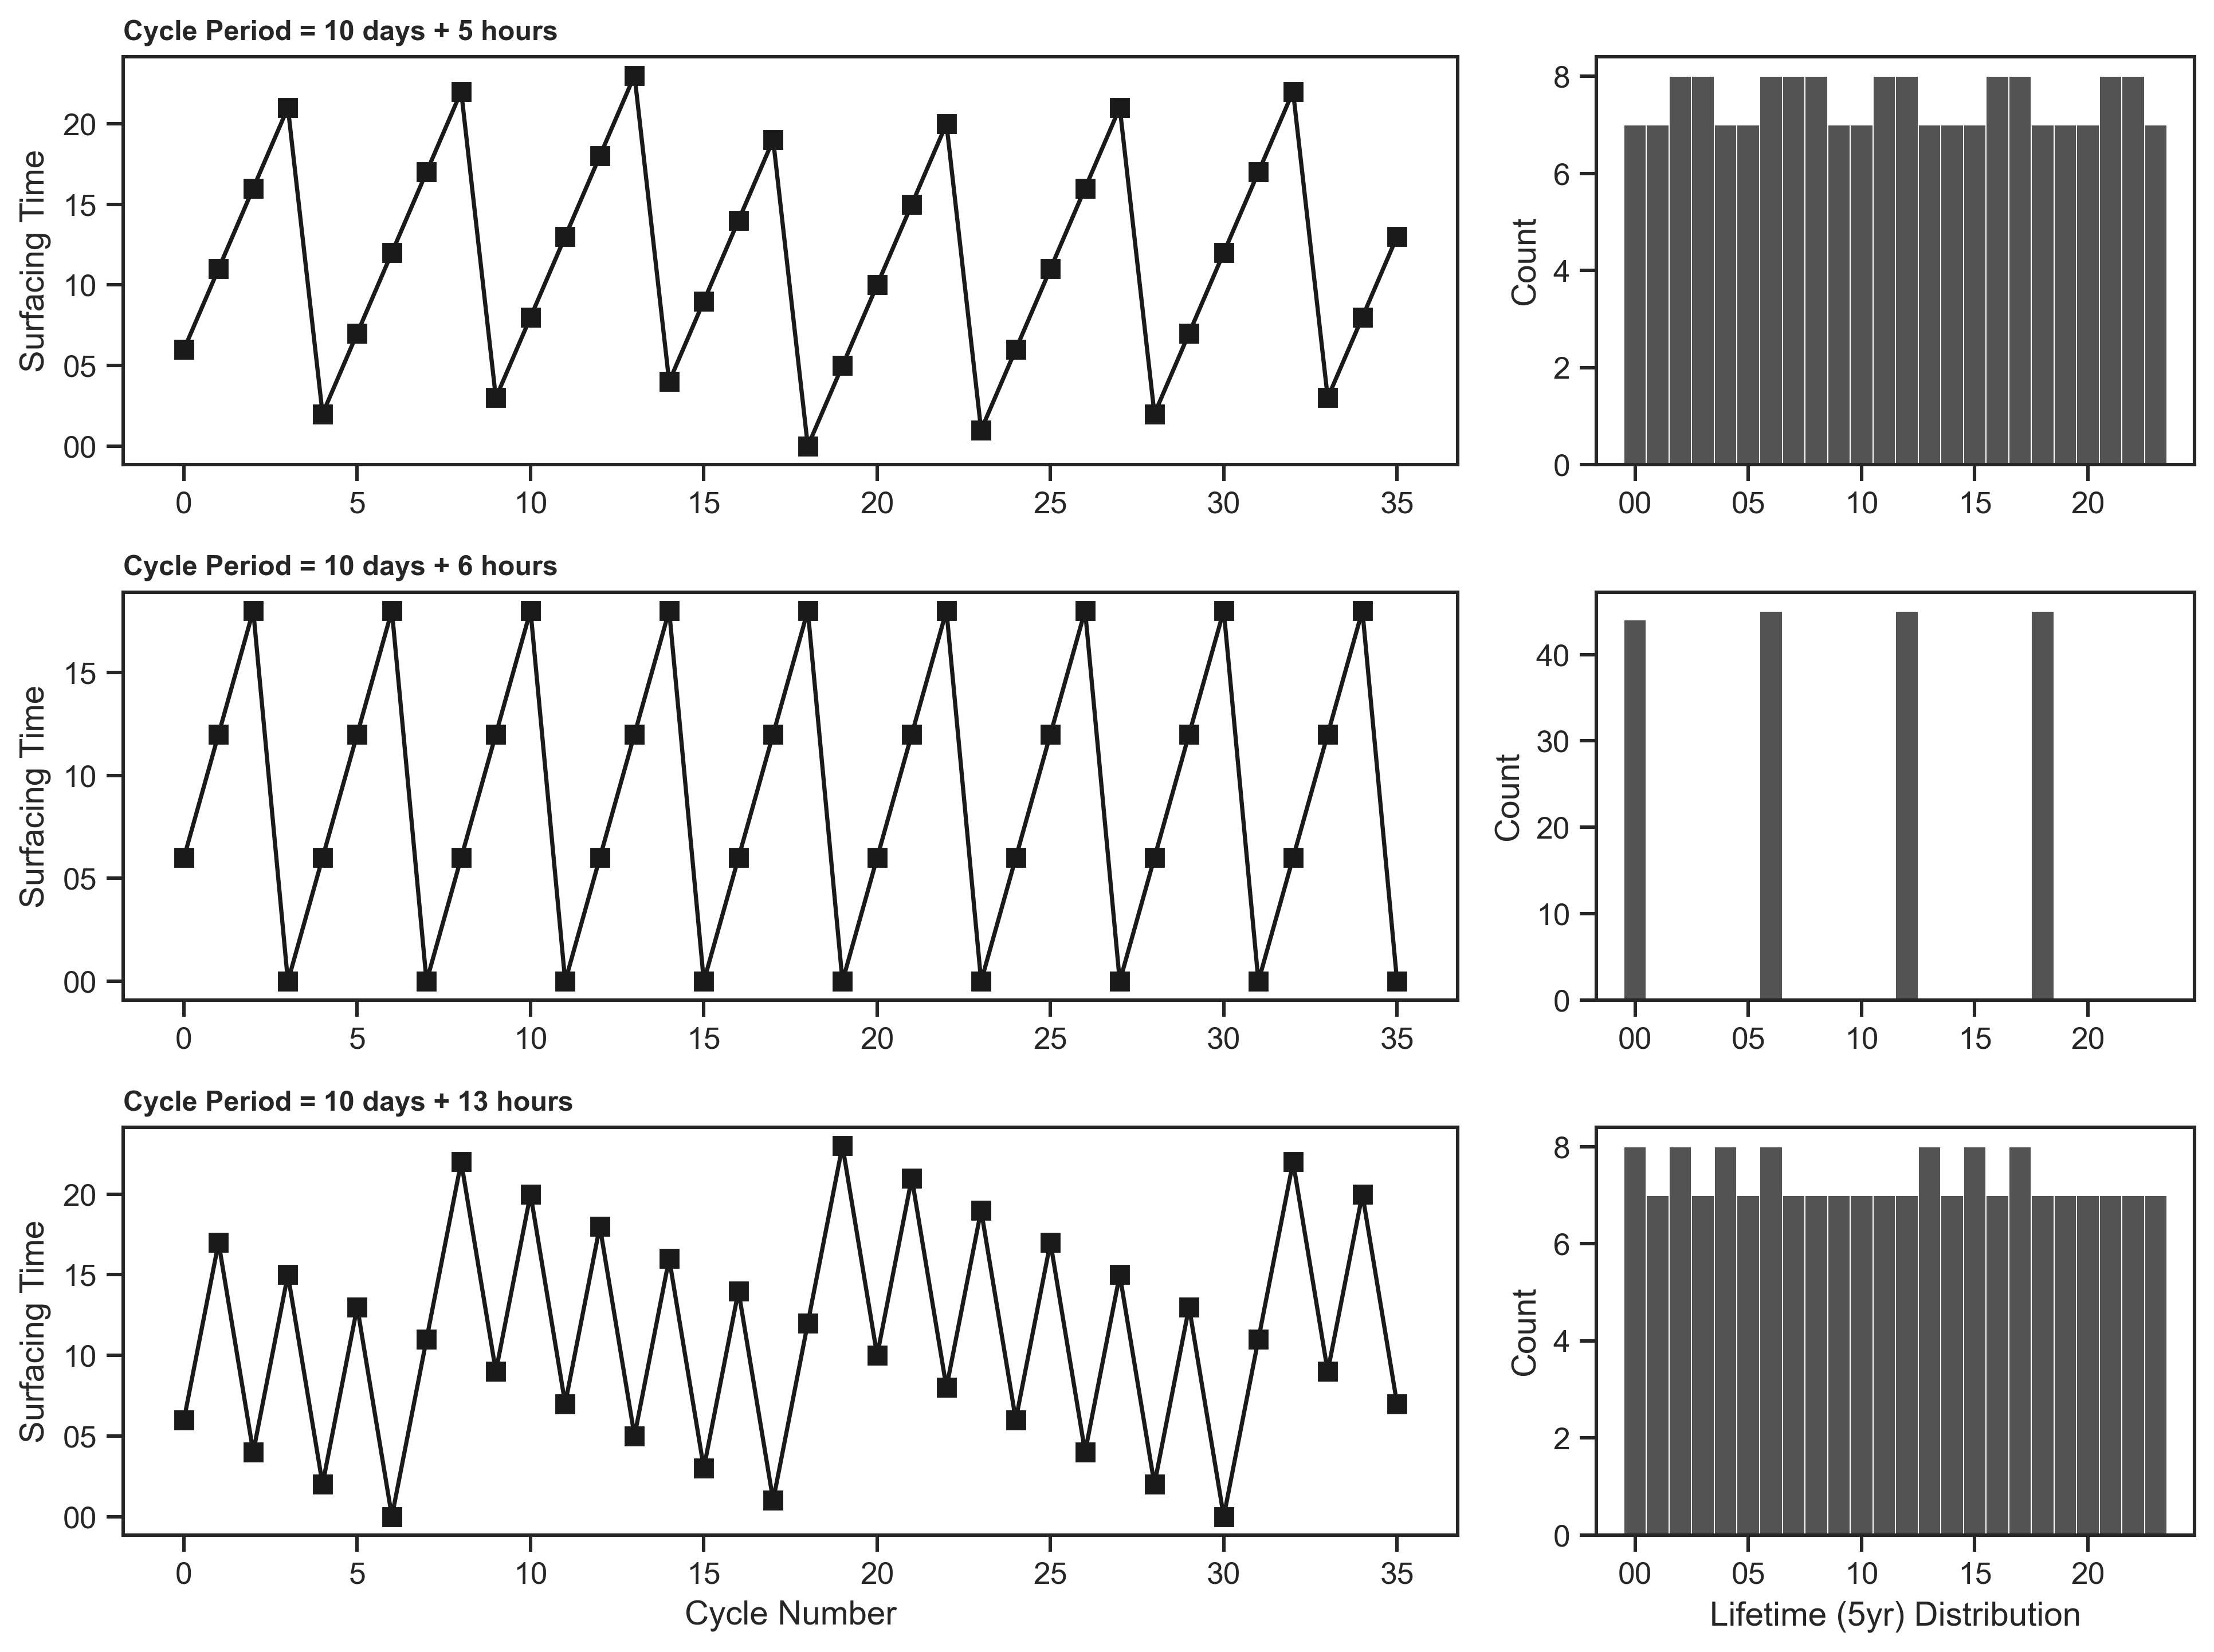 Cycle Period = 10 days + 5 hours
Surfacing Time
20
15
10
05
00
0 5 10 15 20 25 30 35
Count
8
6
4
2
0
00 05 10 15 20
Cycle Period = 10 days + 6 hours
Surfacing Time
15
10
05
00
0 5 10 15 20 25 30 35
Count
40
30
20
10
0
00 05 10 15 20
Cycle Period = 10 days + 13 hours
Surfacing Time
20
15
10
05
00
0 5 10 15 20 25 30 35
Cycle Number
Count
8
6
4
2
0
00 05 10 15 20
Lifetime (5yr) Distribution